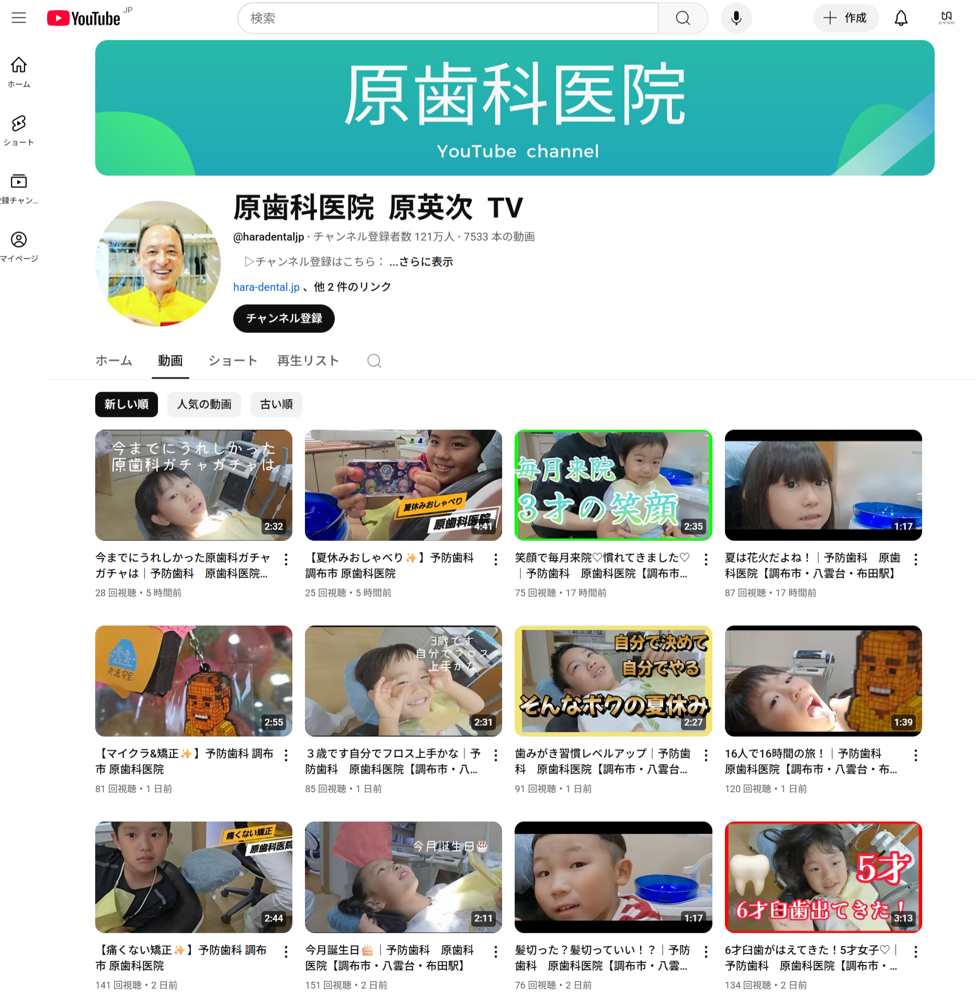 YouTube JP
検索
作成
JUN-NOU
ホーム
ショート
登録チャン...
マイページ
原歯科医院
YouTube channel
原歯科医院 原英次 TV
@haradentaljp · チャンネル登録者数 121万人 · 7533 本の動画
▷チャンネル登録はこちら： ...さらに表示
hara-dental.jp 、他 2 件のリンク
チャンネル登録
ホーム 動画 ショート 再生リスト
新しい順 人気の動画 古い順
今までにうれしかった
原歯科ガチャガチャは
2:32
今までにうれしかった原歯科ガチャ
ガチャは｜予防歯科　原歯科医院...
28 回視聴・5 時間前
夏休みおしゃべり
原歯科医院
4:41
【夏休みおしゃべり✨】予防歯科
調布市 原歯科医院
25 回視聴・5 時間前
毎月来院
3才の笑顔
2:35
笑顔で毎月来院♡慣れてきました♡
｜予防歯科　原歯科医院【調布市...
75 回視聴・17 時間前
1:17
夏は花火だよね！｜予防歯科　原歯
科医院【調布市・八雲台・布田駅】
87 回視聴・17 時間前
交通安全
2:55
【マイクラ&矯正✨】予防歯科 調布
市 原歯科医院
81 回視聴・1 日前
3歳です
自分でフロス
上手かな
2:31
３歳です自分でフロス上手かな｜予
防歯科　原歯科医院【調布市・八...
85 回視聴・1 日前
自分で決めて
自分でやる
そんなボクの夏休み
2:27
歯みがき習慣レベルアップ｜予防歯
科　原歯科医院【調布市・八雲台...
91 回視聴・1 日前
1:39
16人で16時間の旅！｜予防歯科
原歯科医院【調布市・八雲台・布...
120 回視聴・1 日前
痛くない矯正
原歯科医院
2:44
【痛くない矯正✨】予防歯科 調布
市 原歯科医院
141 回視聴・2 日前
今月誕生日🎂
2:11
今月誕生日🎂｜予防歯科　原歯科
医院【調布市・八雲台・布田駅】
151 回視聴・2 日前
1:17
髪切った？髪切っていい！？｜予防
歯科　原歯科医院【調布市・八雲...
76 回視聴・2 日前
5才
6才臼歯出てきた！
3:13
6才臼歯がはえてきた！5才女子♡｜
予防歯科　原歯科医院【調布市・...
134 回視聴・2 日前